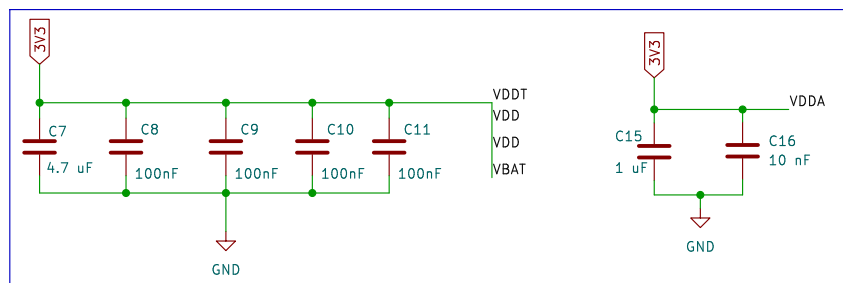 3V3
VDDT
VDD
VDD
VBAT
C7
4.7 uF
C8
100nF
C9
100nF
C10
100nF
C11
100nF
GND
3V3
VDDA
C15
1 uF
C16
10 nF
GND